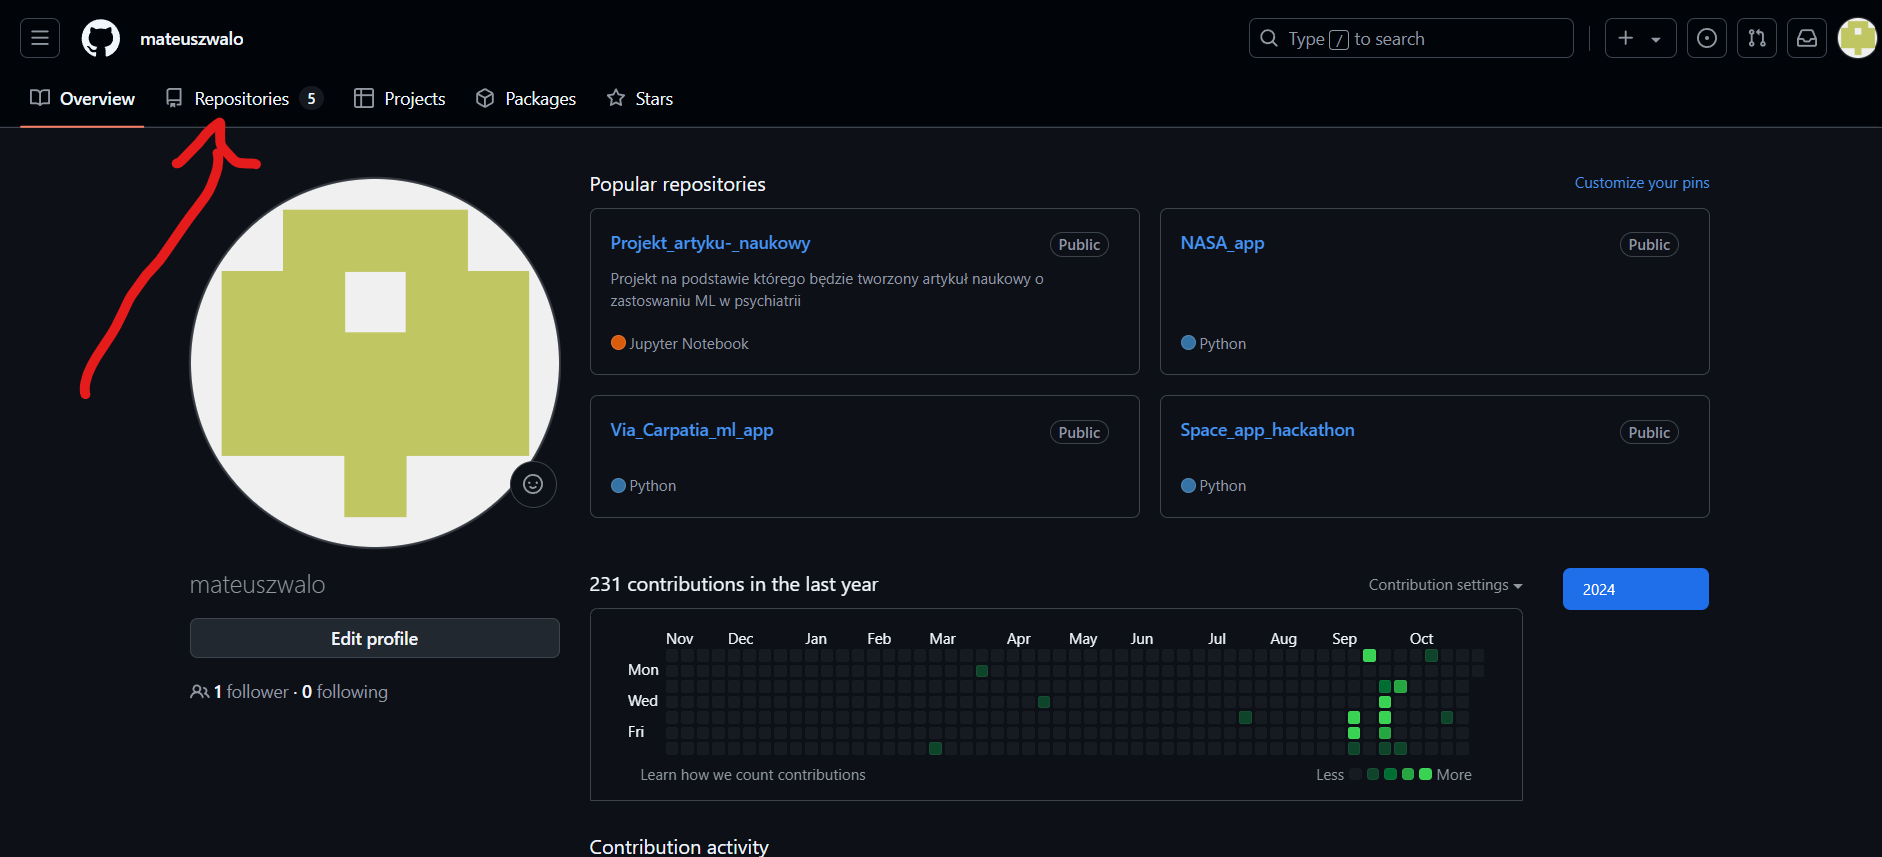 mateuszwalo
Type / to search
Overview Repositories 5 Projects Packages Stars
Popular repositories
Customize your pins
Projekt_artyku-_naukowy
Public
Projekt na podstawie którego będzie tworzony artykuł naukowy o
zastoswaniu ML w psychiatrii
Jupyter Notebook
NASA_app
Public
Python
Via_Carpatia_ml_app
Public
Python
Space_app_hackathon
Public
Python
mateuszwalo
Edit profile
1 follower · 0 following
231 contributions in the last year
Contribution settings
2024
Nov Dec Jan Feb Mar Apr May Jun Jul Aug Sep Oct
Mon
Wed
Fri
Learn how we count contributions
Less More
Contribution activity